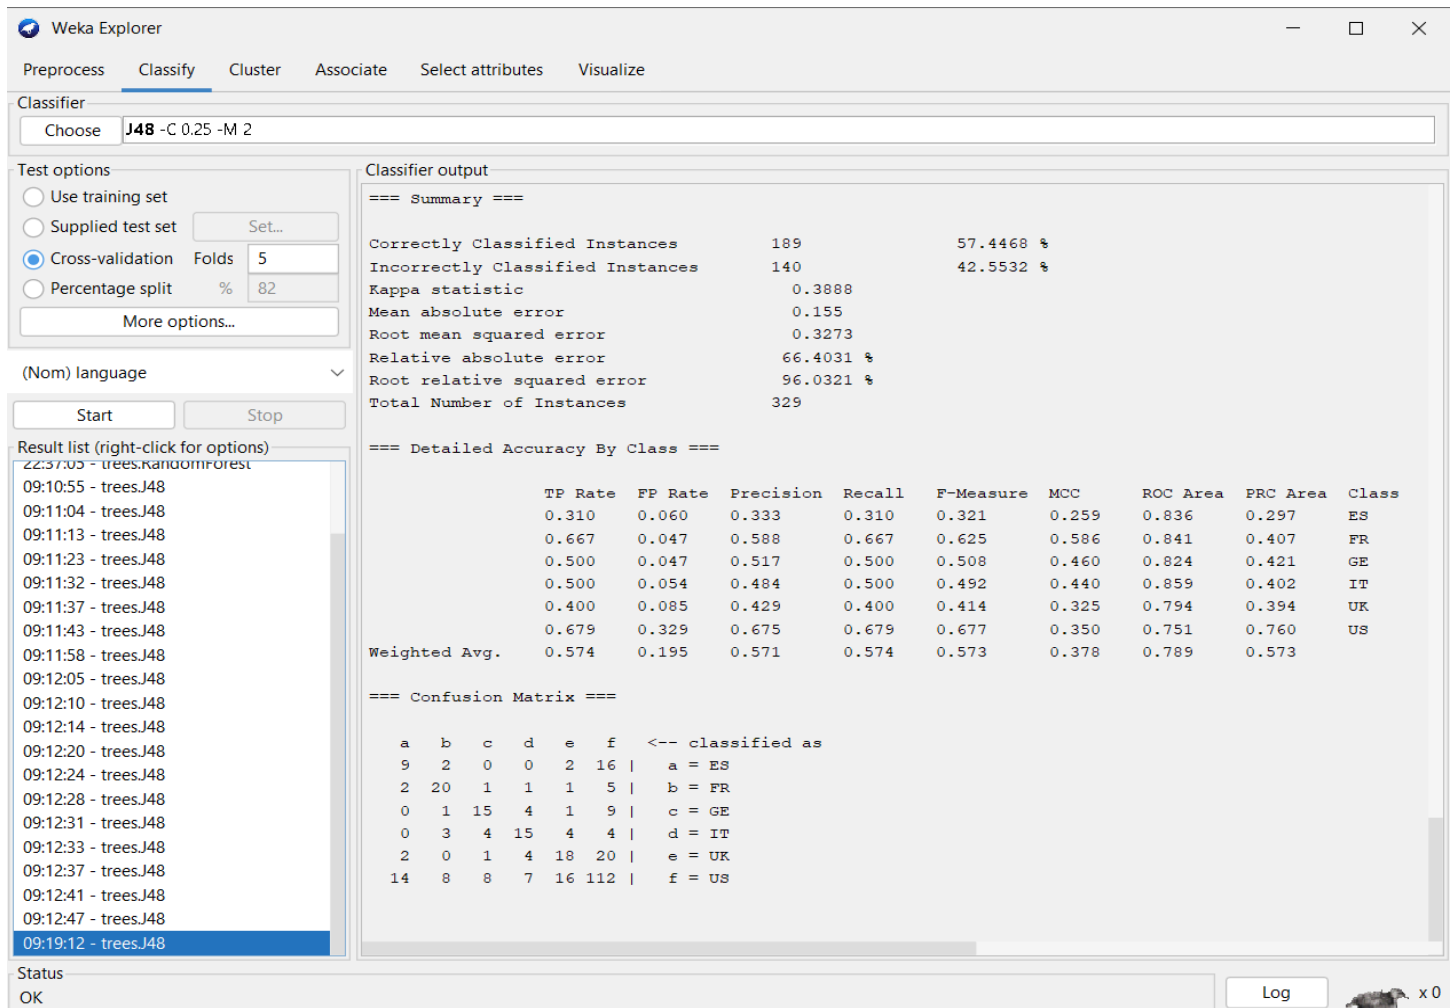 Weka Explorer
Preprocess Classify Cluster Associate Select attributes Visualize
Classifier
Choose J48 -C 0.25 -M 2
Test options
Use training set
Supplied test set Set...
Cross-validation Folds 5
Percentage split % 82
More options...
(Nom) language
Start Stop
Result list (right-click for options)
22:37:05 - trees.RandomForest
09:10:55 - trees.J48
09:11:04 - trees.J48
09:11:13 - trees.J48
09:11:23 - trees.J48
09:11:32 - trees.J48
09:11:37 - trees.J48
09:11:43 - trees.J48
09:11:58 - trees.J48
09:12:05 - trees.J48
09:12:10 - trees.J48
09:12:14 - trees.J48
09:12:20 - trees.J48
09:12:24 - trees.J48
09:12:28 - trees.J48
09:12:31 - trees.J48
09:12:33 - trees.J48
09:12:37 - trees.J48
09:12:41 - trees.J48
09:12:47 - trees.J48
09:19:12 - trees.J48
Classifier output
=== Summary ===
Correctly Classified Instances 189 57.4468 %
Incorrectly Classified Instances 140 42.5532 %
Kappa statistic 0.3888
Mean absolute error 0.155
Root mean squared error 0.3273
Relative absolute error 66.4031 %
Root relative squared error 96.0321 %
Total Number of Instances 329
=== Detailed Accuracy By Class ===
TP Rate FP Rate Precision Recall F-Measure MCC ROC Area PRC Area Class
0.310 0.060 0.333 0.310 0.321 0.259 0.836 0.297 ES
0.667 0.047 0.588 0.667 0.625 0.586 0.841 0.407 FR
0.500 0.047 0.517 0.500 0.508 0.460 0.824 0.421 GE
0.500 0.054 0.484 0.500 0.492 0.440 0.859 0.402 IT
0.400 0.085 0.429 0.400 0.414 0.325 0.794 0.394 UK
0.679 0.329 0.675 0.679 0.677 0.350 0.751 0.760 US
Weighted Avg. 0.574 0.195 0.571 0.574 0.573 0.378 0.789 0.573
=== Confusion Matrix ===
a b c d e f <-- classified as
9 2 0 0 2 16 | a = ES
2 20 1 1 1 5 | b = FR
0 1 15 4 1 9 | c = GE
0 3 4 15 4 4 | d = IT
2 0 1 4 18 20 | e = UK
14 8 8 7 16 112 | f = US
Status
OK
Log
x 0